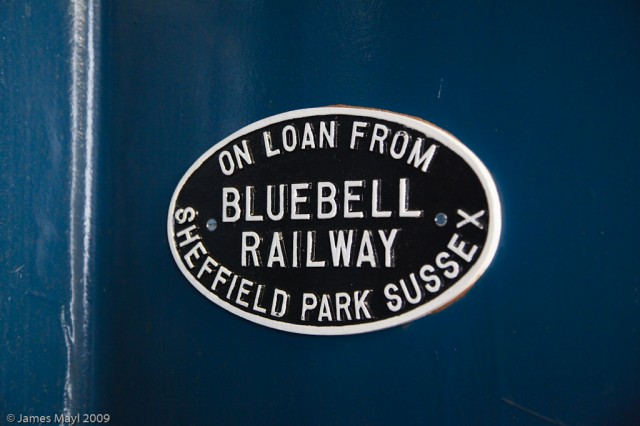 ON LOAN FROM
BLUEBELL
RAILWAY
SHEFFIELD PARK SUSSEX
© James Mayl 2009